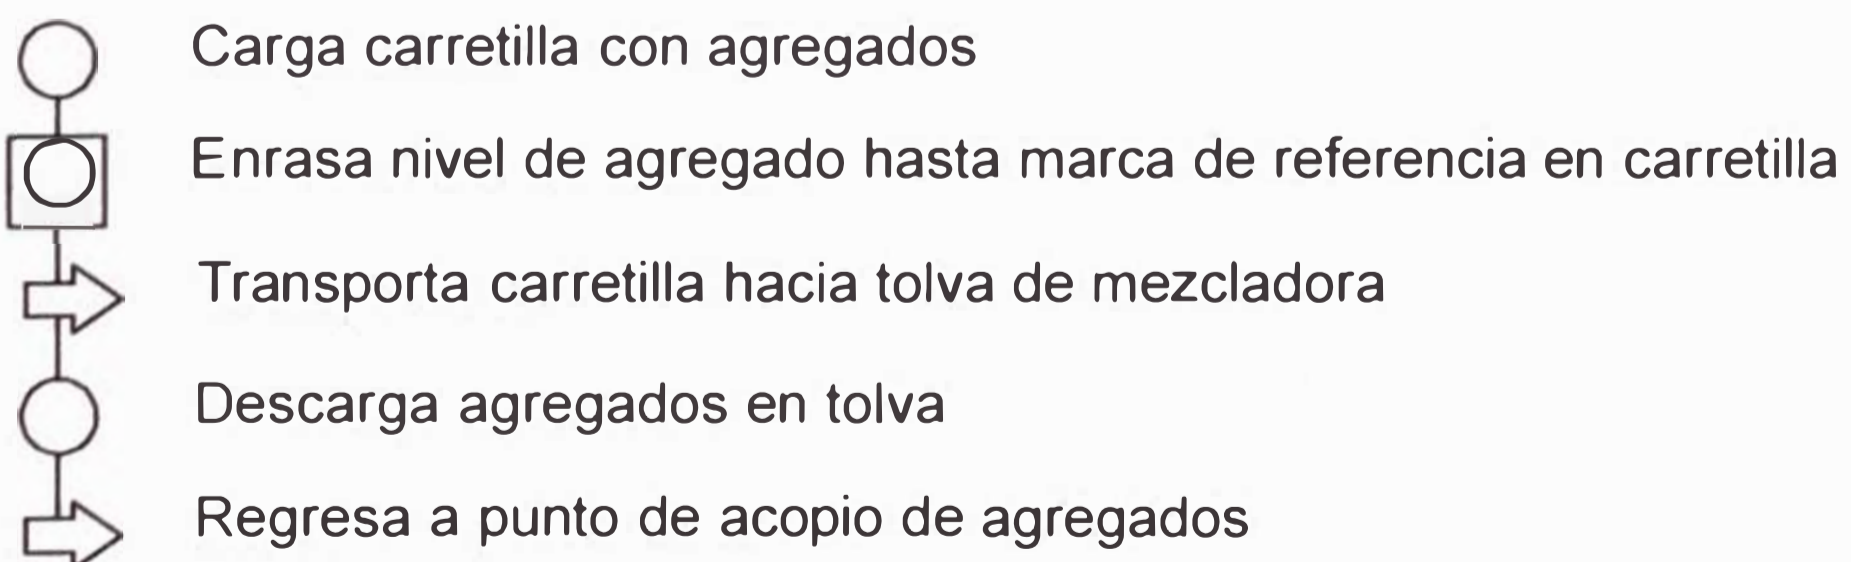 Carga carretilla con agregados
Enrasa nivel de agregado hasta marca de referencia en carretilla
Transporta carretilla hacia tolva de mezcladora
Descarga agregados en tolva
Regresa a punto de acopio de agregados